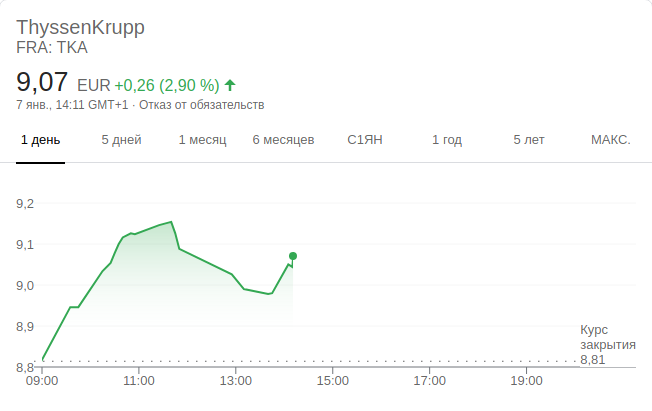 ThyssenKrupp
FRA: TKA
9,07 EUR +0,26 (2,90 %)
7 янв., 14:11 GMT+1 · Отказ от обязательств
1 день 5 дней 1 месяц 6 месяцев С1ЯН 1 год 5 лет МАКС.
9,2
9,1
9,0
8,9
Курс
закрытия
8,81
8,8
09:00 11:00 13:00 15:00 17:00 19:00